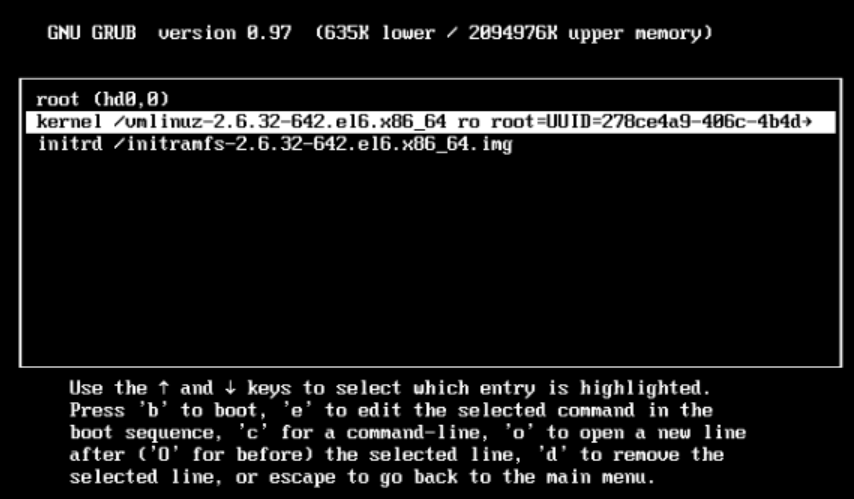 GNU GRUB  version 0.97  (635K lower / 2094976K upper memory)
root (hd0,0)
kernel /vmlinuz-2.6.32-642.el6.x86_64 ro root=UUID=278ce4a9-406c-4b4d→
initrd /initramfs-2.6.32-642.el6.x86_64.img
Use the ↑ and ↓ keys to select which entry is highlighted.
Press 'b' to boot, 'e' to edit the selected command in the
boot sequence, 'c' for a command-line, 'o' to open a new line
after ('O' for before) the selected line, 'd' to remove the
selected line, or escape to go back to the main menu.